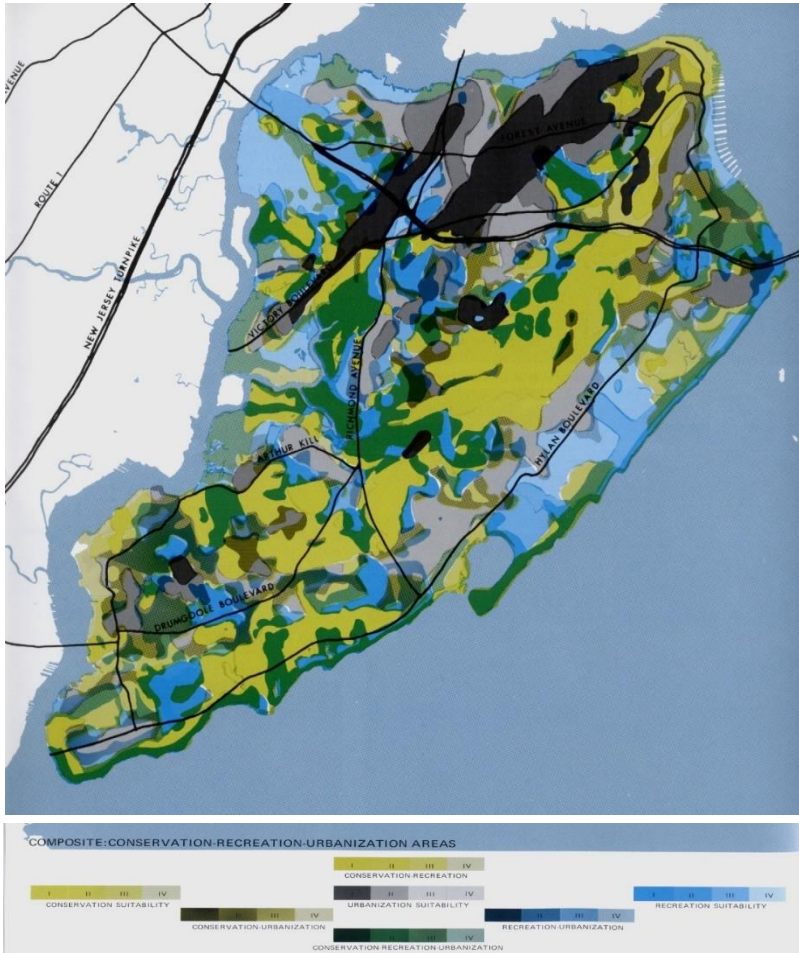 AVENUE
ROUTE 1
NEW JERSEY TURNPIKE
FOREST AVENUE
VICTORY BOULEVARD
RICHMOND AVENUE
HYLAN BOULEVARD
ARTHUR KILL
DRUMGOOLE BOULEVARD
COMPOSITE:CONSERVATION-RECREATION-URBANIZATION AREAS
I II III IV
CONSERVATION-RECREATION
I II III IV
CONSERVATION SUITABILITY
II III IV
URBANIZATION SUITABILITY
I II III IV
RECREATION SUITABILITY
II III IV
CONSERVATION-URBANIZATION
II III IV
RECREATION-URBANIZATION
II III IV
CONSERVATION-RECREATION-URBANIZATION